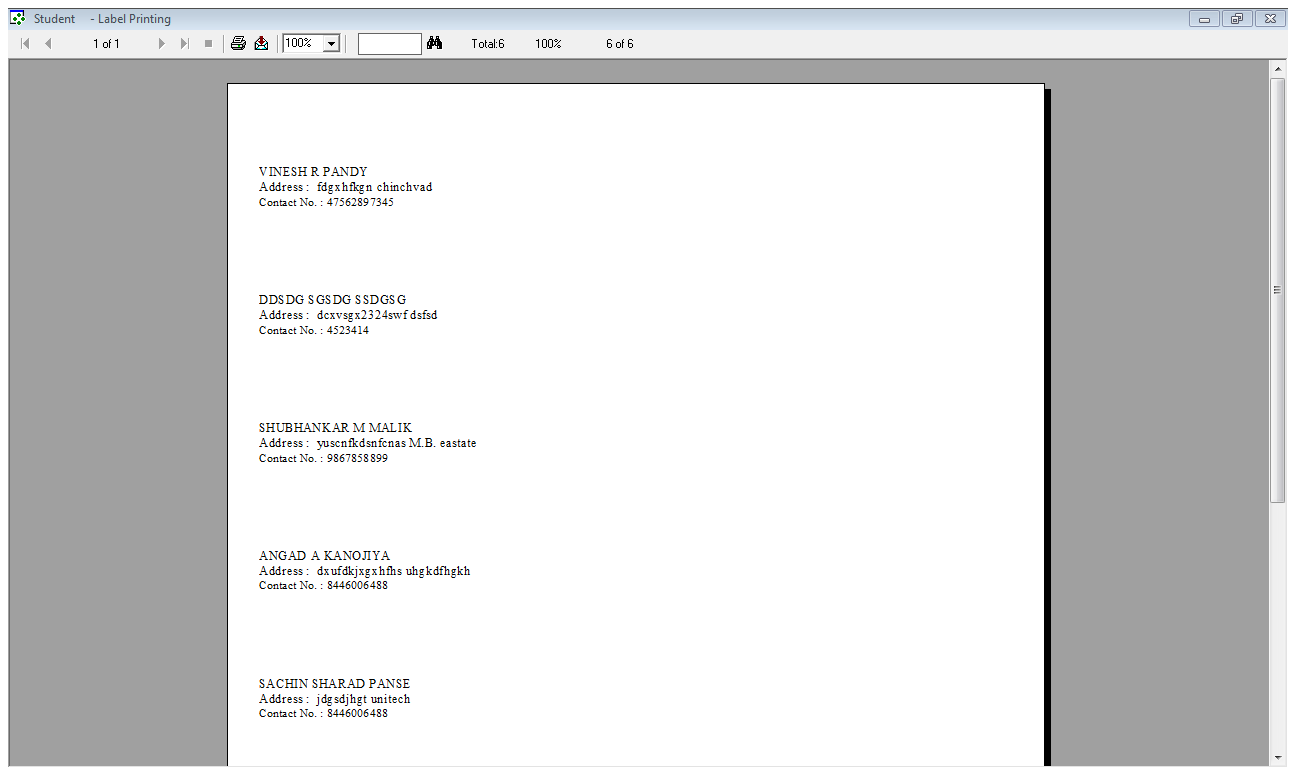 Student - Label Printing
1 of 1 100% Total:6 100% 6 of 6
VINESH R PANDY
Address : fdgxhfkgn chinchvad
Contact No. : 47562897345
DDSDG SGSDG SSDGSG
Address : dcxvsgx2324swf dsfsd
Contact No. : 4523414
SHUBHANKAR M MALIK
Address : yuscnfkdsnfcnas M.B. eastate
Contact No. : 9867858899
ANGAD A KANOJIYA
Address : dxufdkjxgxhfhs uhgkdfhgkh
Contact No. : 8446006488
SACHIN SHARAD PANSE
Address : jdgsdjhgt unitech
Contact No. : 8446006488